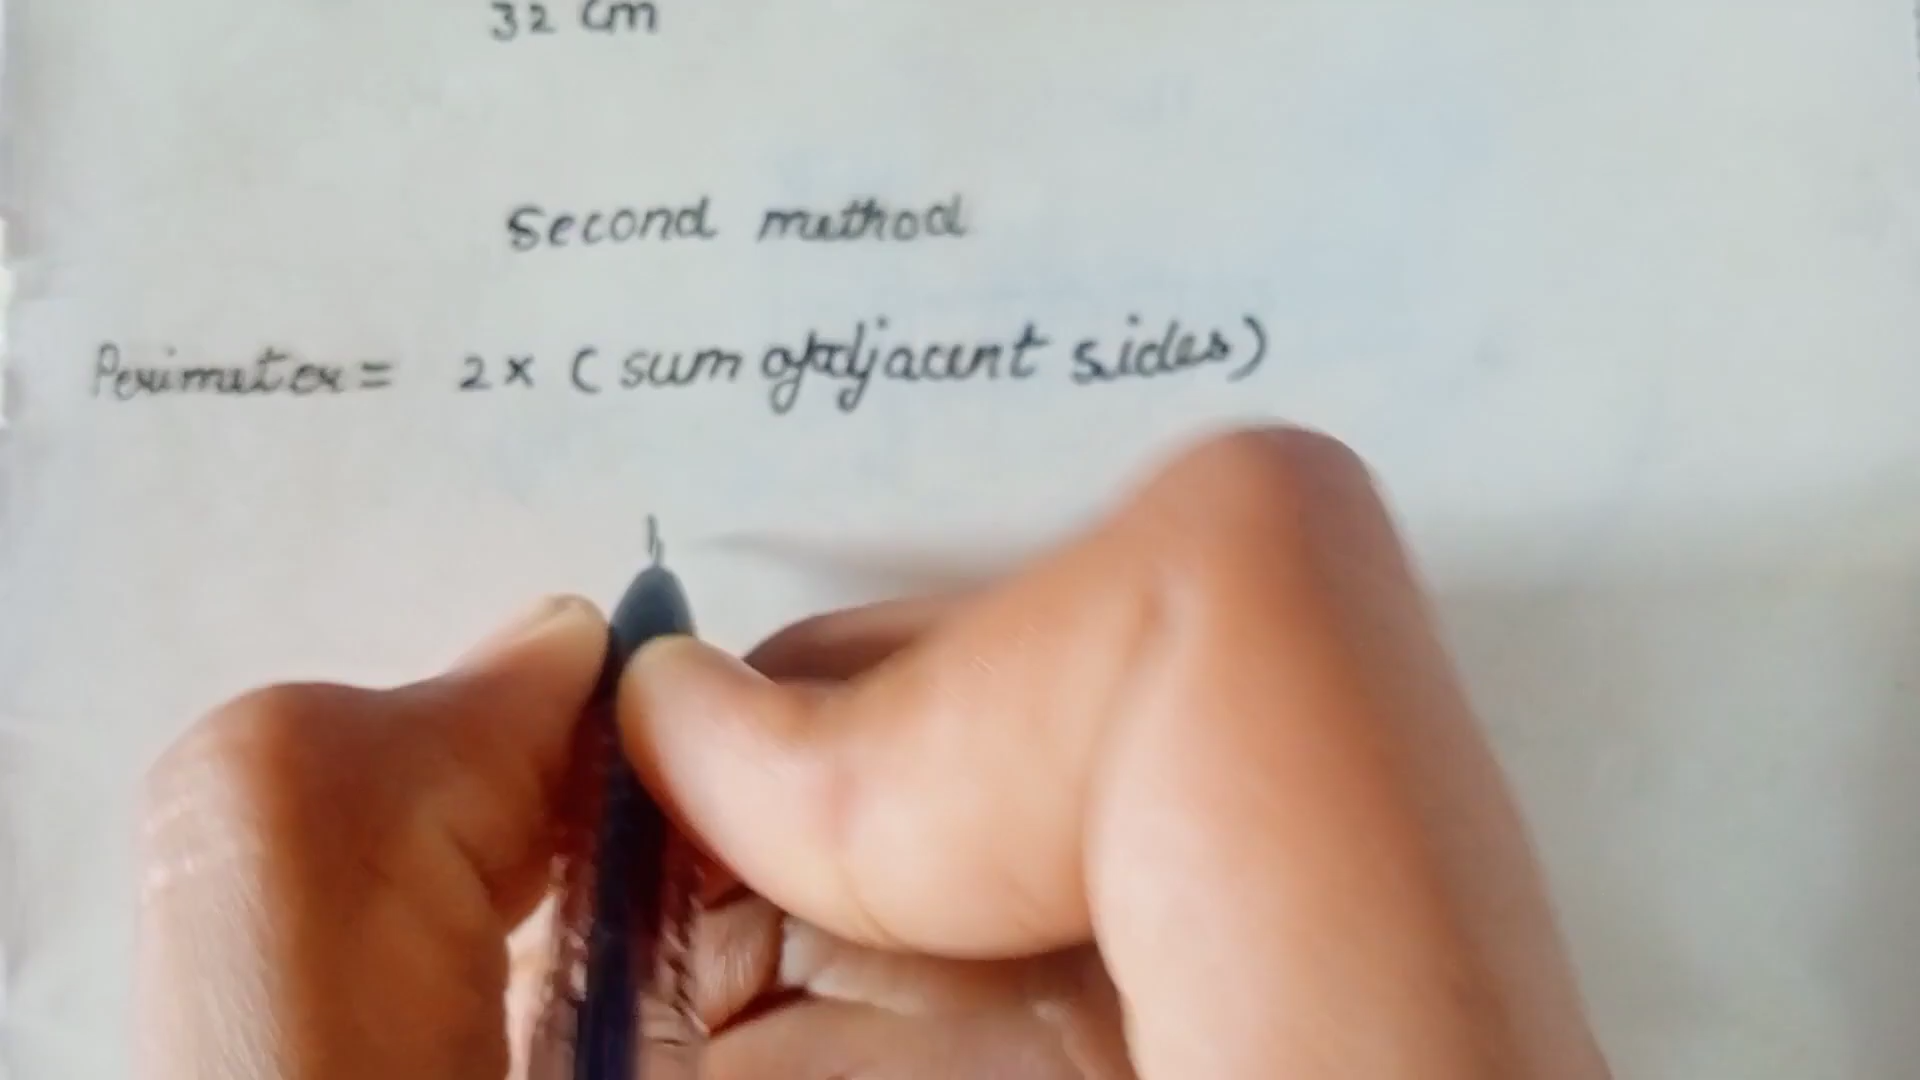 32 cm
Second method
Perimeter = 2 x ( sum of adjacent sides )